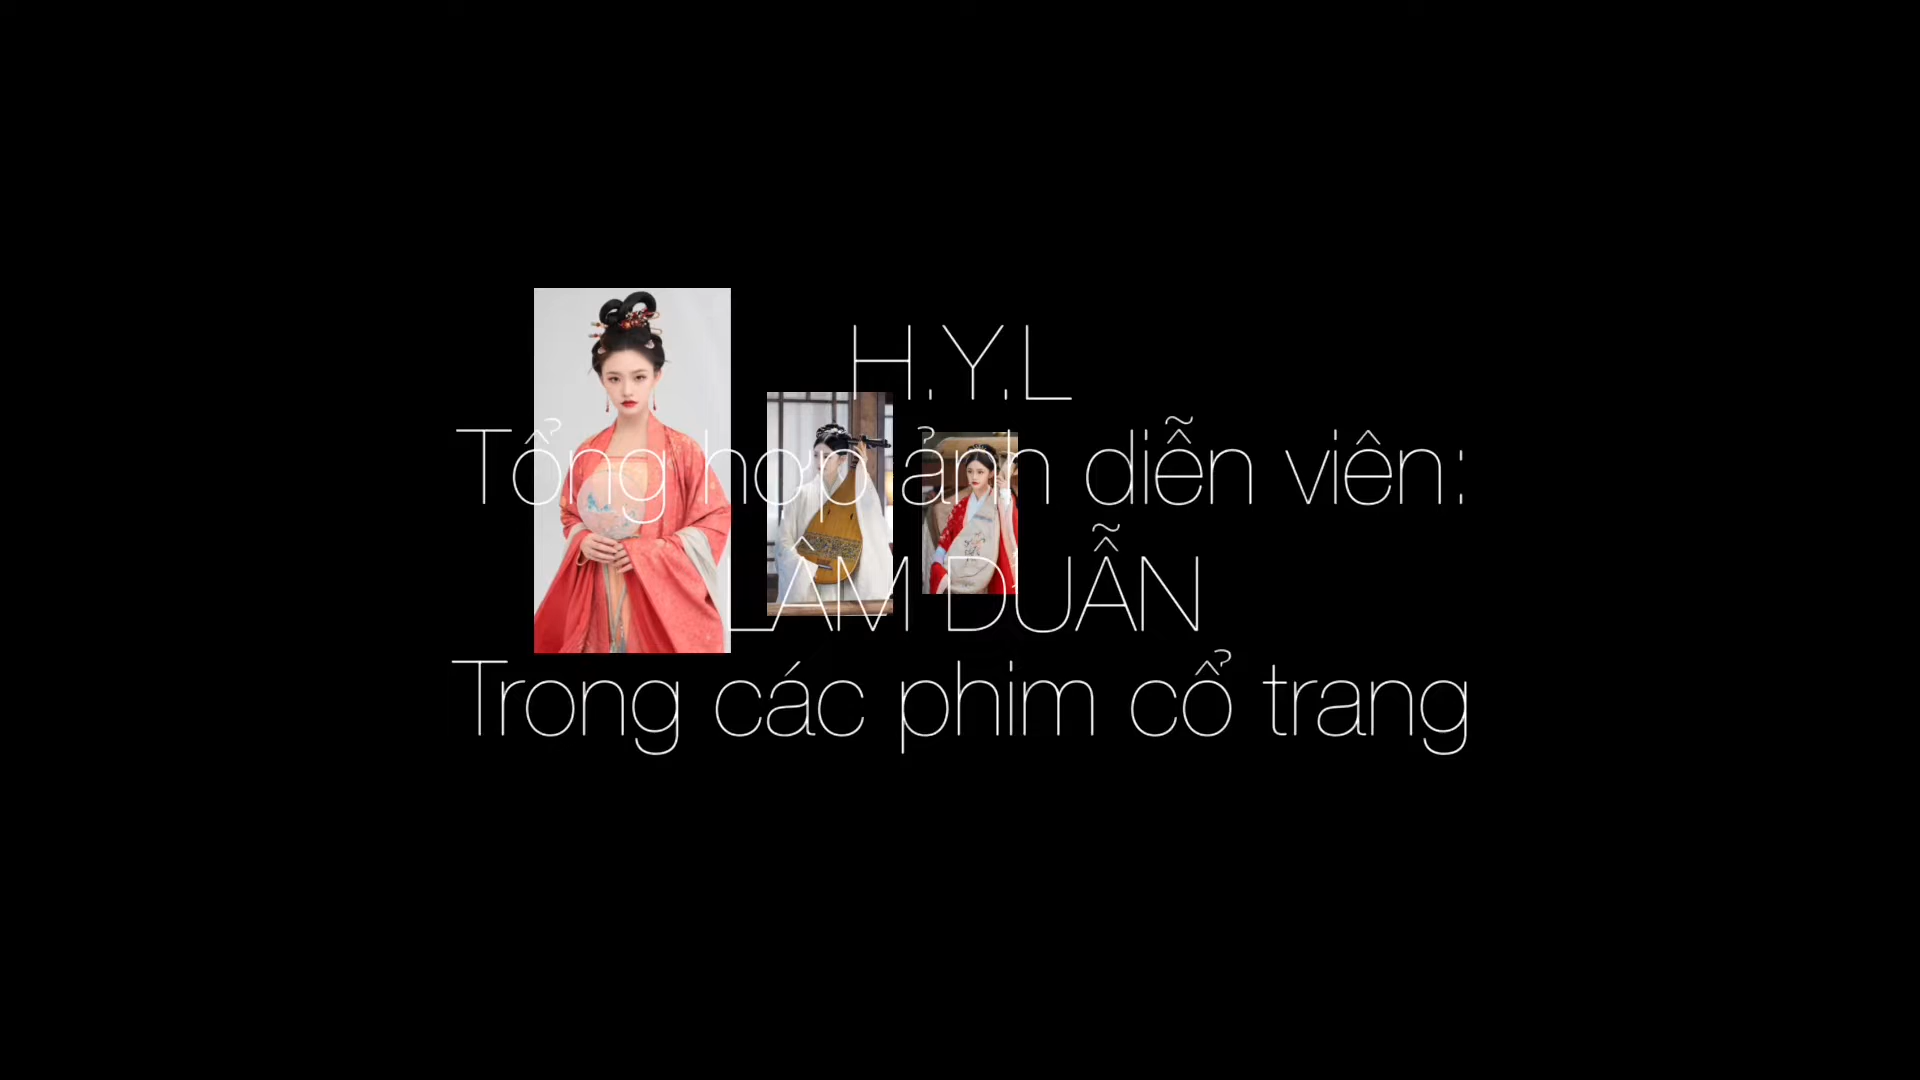 H.Y.L
Tổng hợp ảnh diễn viên:
LÂM DUẪN
Trong các phim cổ trang